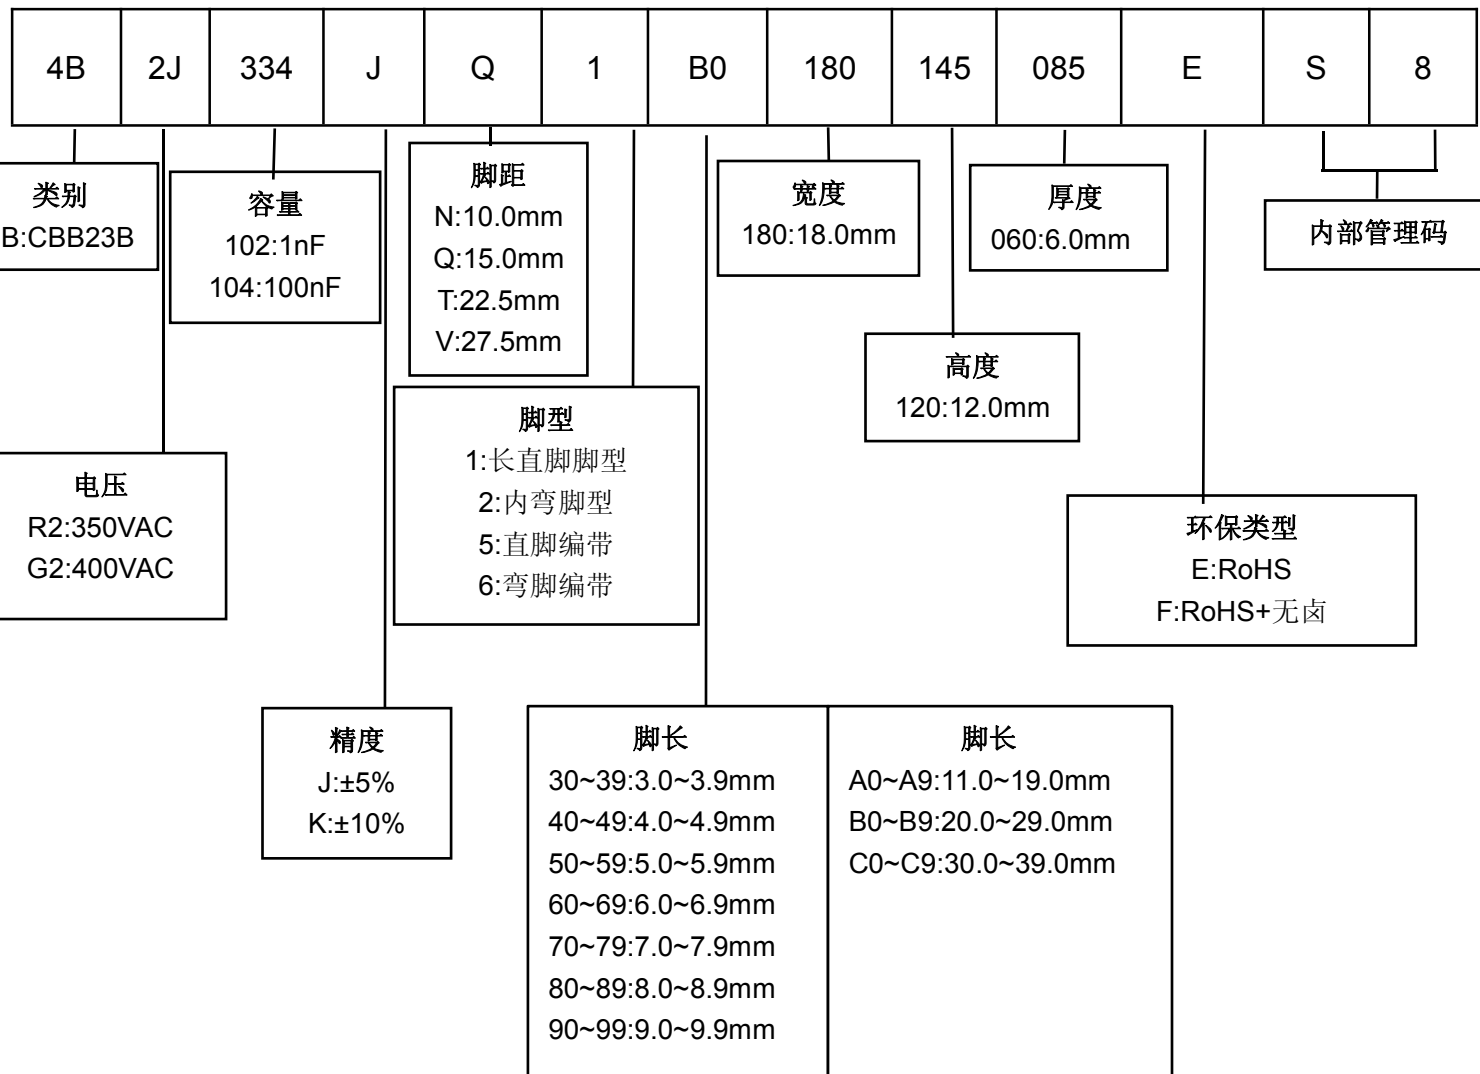 4B 2J 334 J Q 1 B0 180 145 085 E S 8
类别
B:CBB23B
容量
102:1nF
104:100nF
脚距
N:10.0mm
Q:15.0mm
T:22.5mm
V:27.5mm
宽度
180:18.0mm
厚度
060:6.0mm
内部管理码
高度
120:12.0mm
脚型
1:长直脚脚型
2:内弯脚型
5:直脚编带
6:弯脚编带
电压
R2:350VAC
G2:400VAC
环保类型
E:RoHS
F:RoHS+无卤
精度
J:±5%
K:±10%
脚长
30~39:3.0~3.9mm
40~49:4.0~4.9mm
50~59:5.0~5.9mm
60~69:6.0~6.9mm
70~79:7.0~7.9mm
80~89:8.0~8.9mm
90~99:9.0~9.9mm
脚长
A0~A9:11.0~19.0mm
B0~B9:20.0~29.0mm
C0~C9:30.0~39.0mm